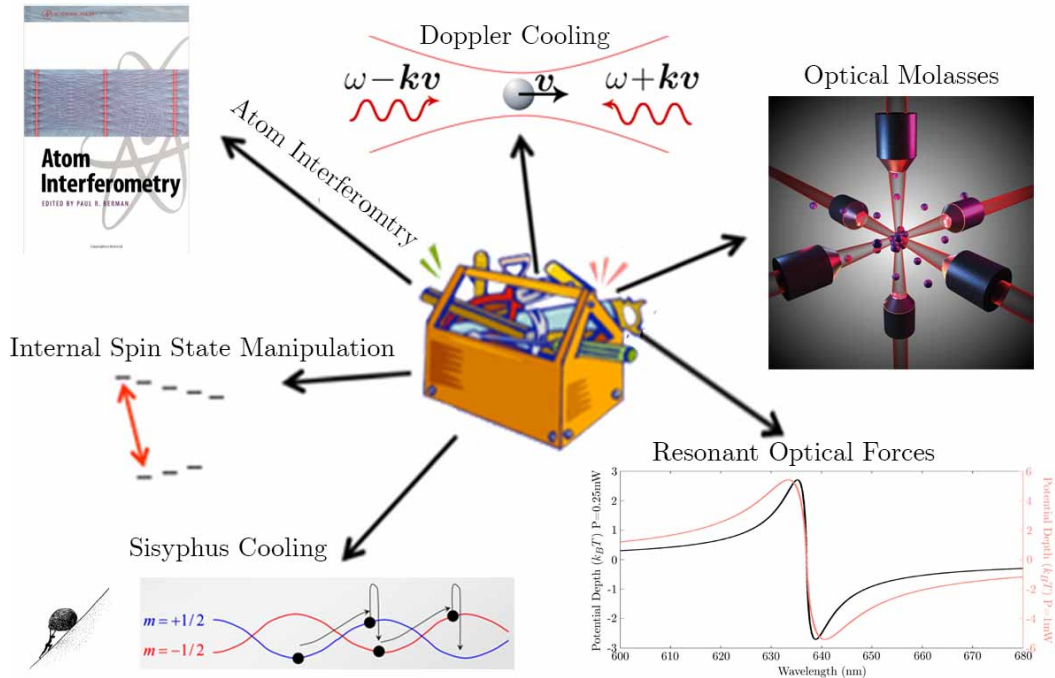 Doppler Cooling
ω−kv
v
ω+kv
Optical Molasses
Atom
Interferometry
EDITED BY PAUL R. BERMAN
Atom Interferomtry
Internal Spin State Manipulation
Resonant Optical Forces
Potential Depth (k_BT) P=0.25mW
3
2
1
0
-1
-2
-3
6
4
2
0
-2
-4
-6
Potential Depth (k_BT) P=1mW
600 610 620 630 640 650 660 670 680
Wavelength (nm)
Sisyphus Cooling
m=+1/2
m=−1/2